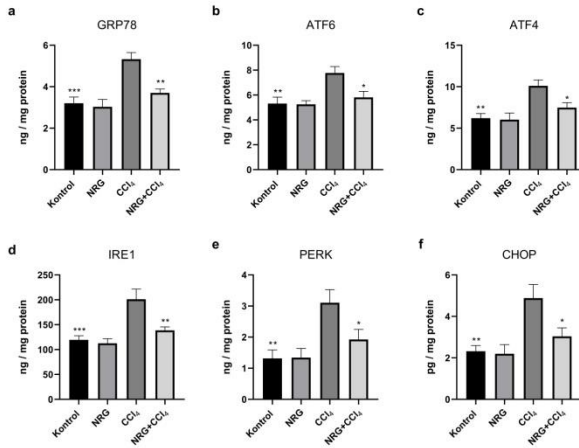 a
GRP78
ng / mg protein
6
4
2
0
***
**
Kontrol
NRG
CCl₄
NRG+CCl₄
b
ATF6
ng / mg protein
10
8
6
4
2
0
**
*
Kontrol
NRG
CCl₄
NRG+CCl₄
c
ATF4
ng / mg protein
15
10
5
0
**
*
Kontrol
NRG
CCl₄
NRG+CCl₄
d
IRE1
ng / mg protein
250
200
150
100
50
0
***
**
Kontrol
NRG
CCl₄
NRG+CCl₄
e
PERK
ng / mg protein
4
3
2
1
0
**
*
Kontrol
NRG
CCl₄
NRG+CCl₄
f
CHOP
pg / mg protein
6
4
2
0
**
*
Kontrol
NRG
CCl₄
NRG+CCl₄